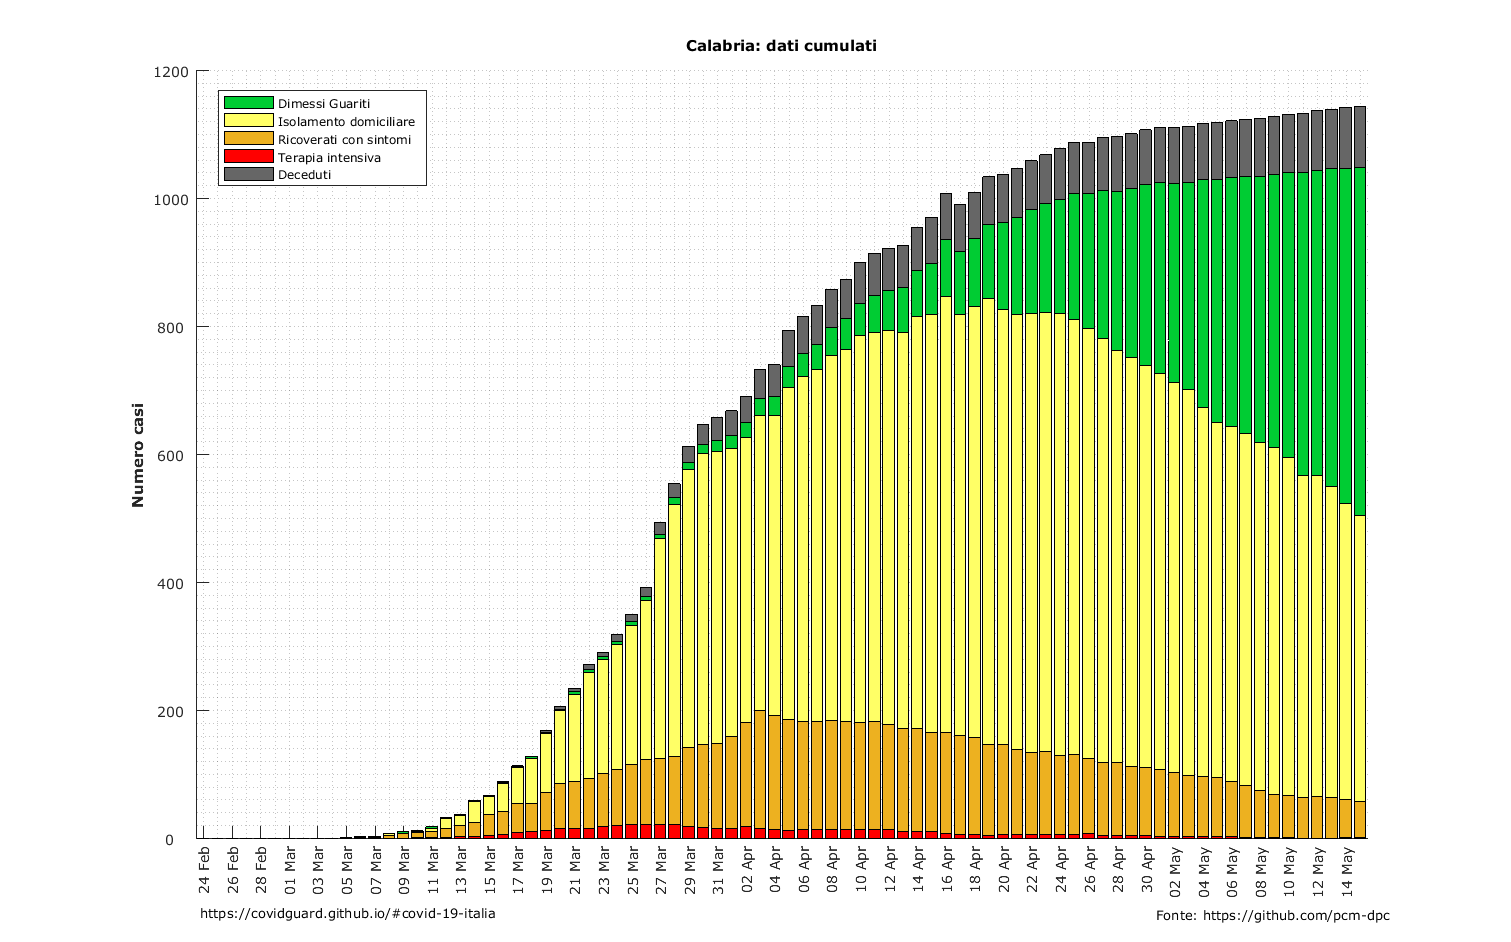 Calabria: dati cumulati
1200
1000
800
600
400
200
0
Numero casi
Dimessi Guariti
Isolamento domiciliare
Ricoverati con sintomi
Terapia intensiva
Deceduti
24 Feb
26 Feb
28 Feb
01 Mar
03 Mar
05 Mar
07 Mar
09 Mar
11 Mar
13 Mar
15 Mar
17 Mar
19 Mar
21 Mar
23 Mar
25 Mar
27 Mar
29 Mar
31 Mar
02 Apr
04 Apr
06 Apr
08 Apr
10 Apr
12 Apr
14 Apr
16 Apr
18 Apr
20 Apr
22 Apr
24 Apr
26 Apr
28 Apr
30 Apr
02 May
04 May
06 May
08 May
10 May
12 May
14 May
https://covidguard.github.io/#covid-19-italia
Fonte: https://github.com/pcm-dpc